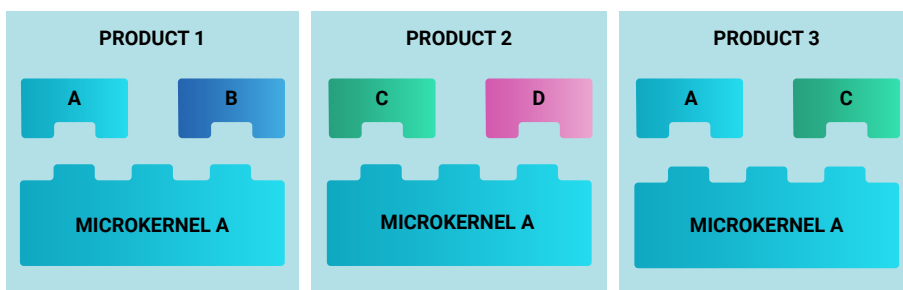 PRODUCT 1
A
B
MICROKERNEL A
PRODUCT 2
C
D
MICROKERNEL A
PRODUCT 3
A
C
MICROKERNEL A